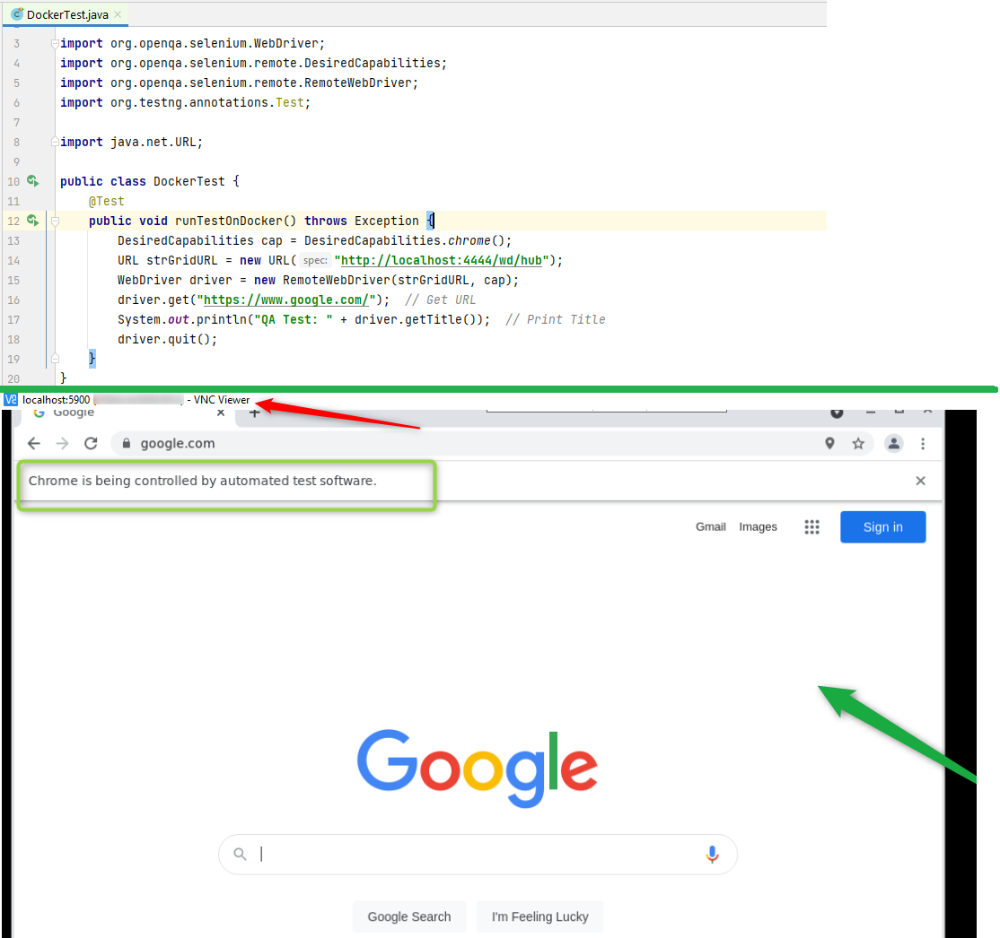 DockerTest.java
3 import org.openqa.selenium.WebDriver;
4 import org.openqa.selenium.remote.DesiredCapabilities;
5 import org.openqa.selenium.remote.RemoteWebDriver;
6 import org.testng.annotations.Test;
7
8 import java.net.URL;
9
10 public class DockerTest {
11 @Test
12 public void runTestOnDocker() throws Exception {
13 DesiredCapabilities cap = DesiredCapabilities.chrome();
14 URL strGridURL = new URL( spec: "http://localhost:4444/wd/hub");
15 WebDriver driver = new RemoteWebDriver(strGridURL, cap);
16 driver.get("https://www.google.com/"); // Get URL
17 System.out.println("QA Test: " + driver.getTitle()); // Print Title
18 driver.quit();
19 }
20 }
localhost:5900 - VNC Viewer
Google
google.com
Chrome is being controlled by automated test software.
Gmail Images Sign in
Google
Google Search I'm Feeling Lucky